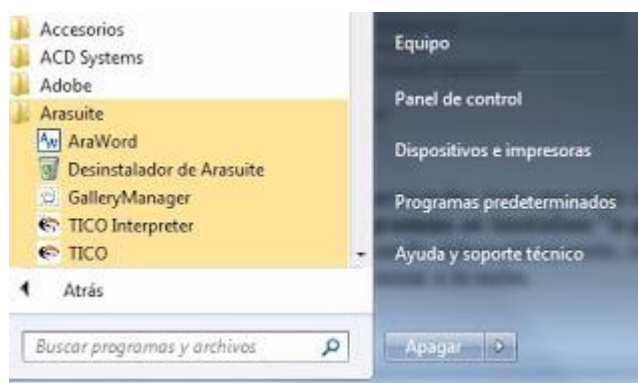 Accesorios
ACD Systems
Adobe
Arasuite
AraWord
Desinstalador de Arasuite
GalleryManager
TICO Interpreter
TICO
Atrás
Buscar programas y archivos
Equipo
Panel de control
Dispositivos e impresoras
Programas predeterminados
Ayuda y soporte técnico
Apagar